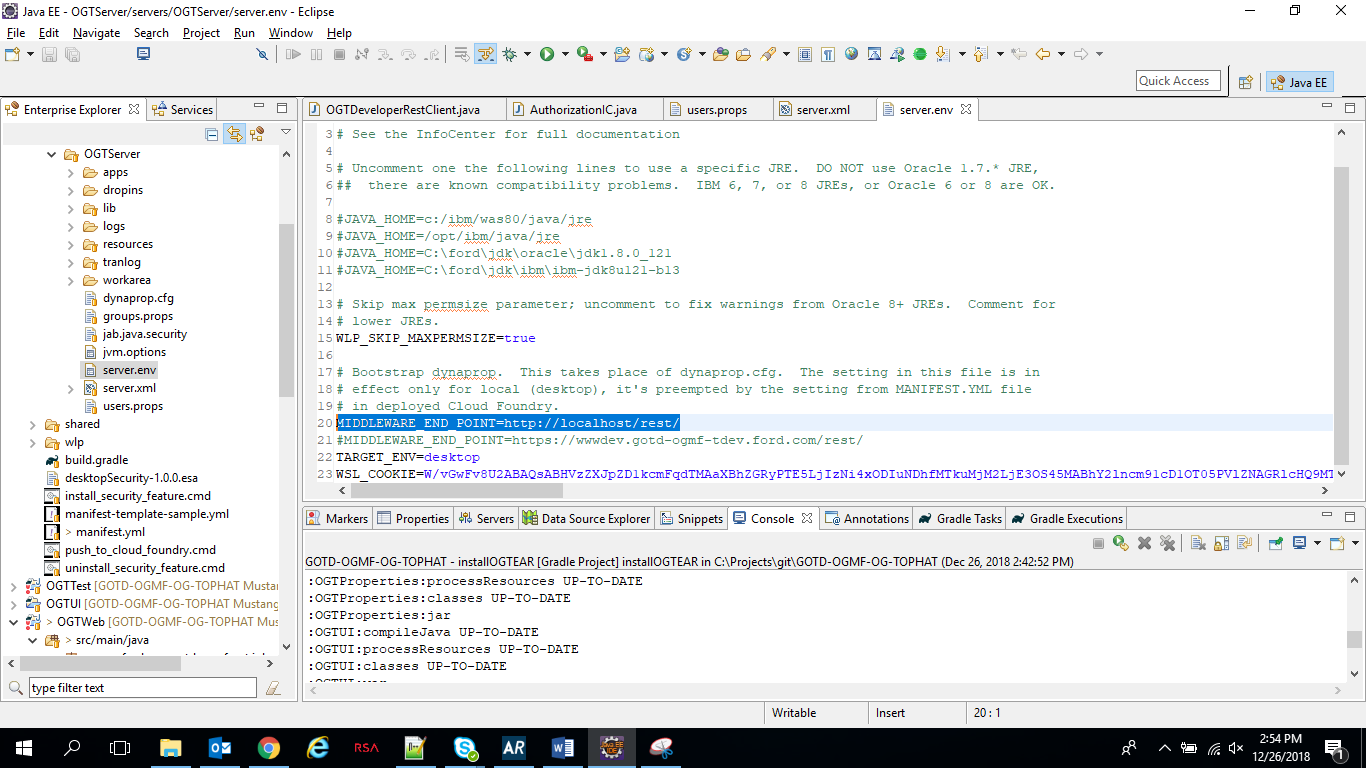 Java EE - OGTServer/servers/OGTServer/server.env - Eclipse
File Edit Navigate Search Project Run Window Help
Quick Access
Java EE
Enterprise Explorer
Services
OGTServer
apps
dropins
lib
logs
resources
tranlog
workarea
dynaprop.cfg
groups.props
jab.java.security
jvm.options
server.env
server.xml
users.props
shared
wlp
build.gradle
desktopSecurity-1.0.0.esa
install_security_feature.cmd
manifest-template-sample.yml
> manifest.yml
push_to_cloud_foundry.cmd
uninstall_security_feature.cmd
OGTTest [GOTD-OGMF-OG-TOPHAT Mustang
OGTUI [GOTD-OGMF-OG-TOPHAT Mustang
> OGTWeb [GOTD-OGMF-OG-TOPHAT Mus
> src/main/java
type filter text
OGTDeveloperRestClient.java
AuthorizationIC.java
users.props
server.xml
server.env
3 # See the InfoCenter for full documentation
4
5 # Uncomment one the following lines to use a specific JRE.  DO NOT use Oracle 1.7.* JRE,
6 ##  there are known compatibility problems.  IBM 6, 7, or 8 JREs, or Oracle 6 or 8 are OK.
7
8 #JAVA_HOME=c:/ibm/was80/java/jre
9 #JAVA_HOME=/opt/ibm/java/jre
10 #JAVA_HOME=C:\ford\jdk\oracle\jdk1.8.0_121
11 #JAVA_HOME=C:\ford\jdk\ibm\ibm-jdk8u121-b13
12
13 # Skip max permsize parameter; uncomment to fix warnings from Oracle 8+ JREs.  Comment for
14 # lower JREs.
15 WLP_SKIP_MAXPERMSIZE=true
16
17 # Bootstrap dynaprop.  This takes place of dynaprop.cfg.  The setting in this file is in
18 # effect only for local (desktop), it's preempted by the setting from MANIFEST.YML file
19 # in deployed Cloud Foundry.
20 MIDDLEWARE_END_POINT=http://localhost/rest/
21 #MIDDLEWARE_END_POINT=https://wwwdev.gotd-ogmf-tdev.ford.com/rest/
22 TARGET_ENV=desktop
23 WSL_COOKIE=
Markers
Properties
Servers
Data Source Explorer
Snippets
Console
Annotations
Gradle Tasks
Gradle Executions
GOTD-OGMF-OG-TOPHAT - installOGTEAR [Gradle Project] installOGTEAR in C:\Projects\git\GOTD-OGMF-OG-TOPHAT (Dec 26, 2018 2:42:52 PM)
:OGTProperties:processResources UP-TO-DATE
:OGTProperties:classes UP-TO-DATE
:OGTProperties:jar
:OGTUI:compileJava UP-TO-DATE
:OGTUI:processResources UP-TO-DATE
:OGTUI:classes UP-TO-DATE
Writable
Insert
20 : 1
RSA
AR
2:54 PM
12/26/2018
1